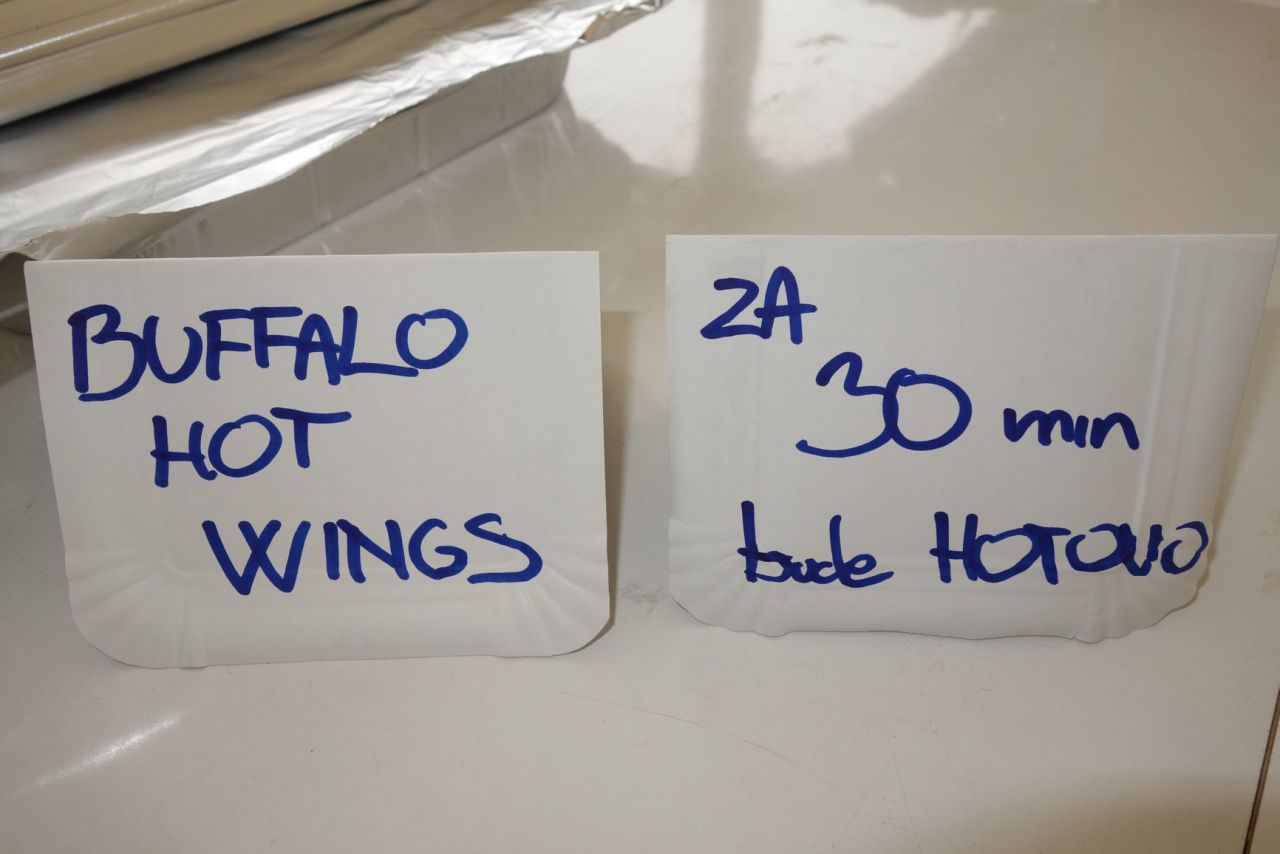 BUFFALO
HOT
WINGS
ZA
30 min
bude HOTOVO